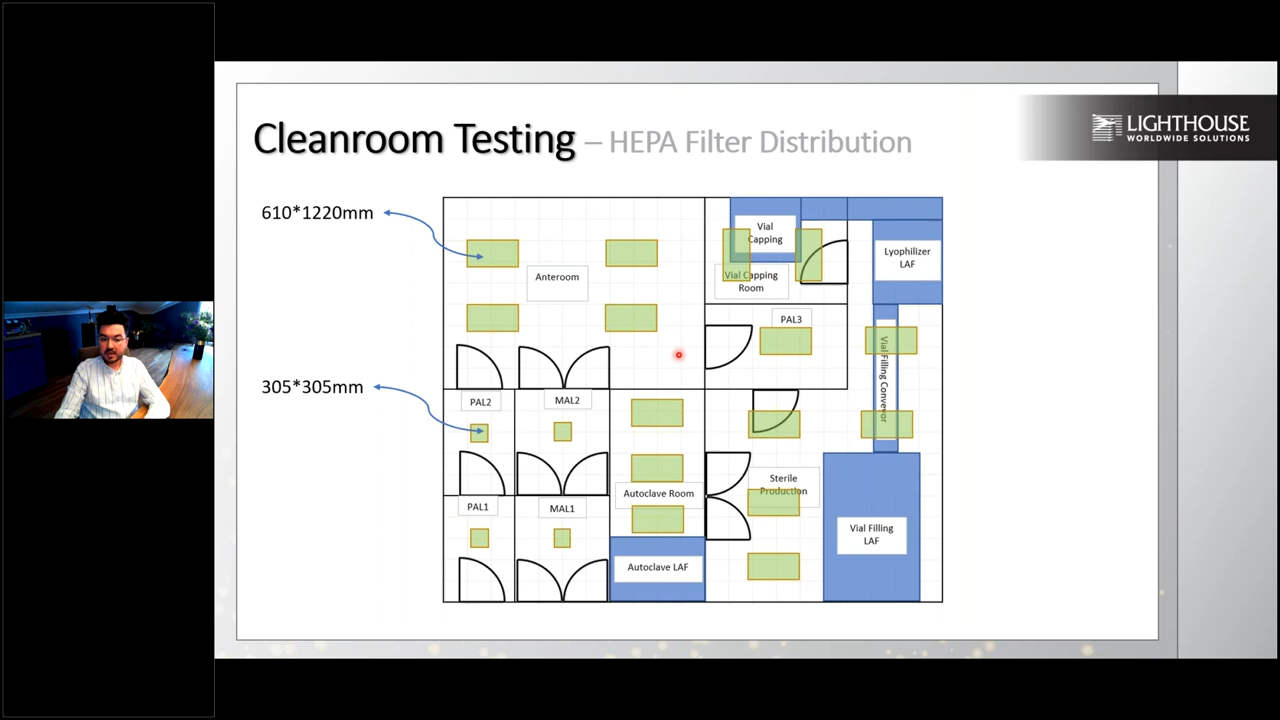 Cleanroom Testing – HEPA Filter Distribution
LIGHTHOUSE
WORLDWIDE SOLUTIONS
610*1220mm
305*305mm
Anteroom
Vial
Capping
Vial Capping
Room
Lyophilizer
LAF
PAL3
Vial Filling Conveyor
PAL2
MAL2
PAL1
MAL1
Autoclave Room
Autoclave LAF
Sterile
Production
Vial Filling
LAF